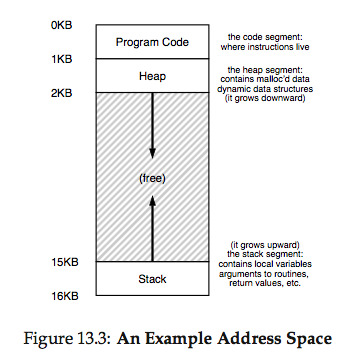 0KB
Program Code
the code segment:
where instructions live
1KB
Heap
the heap segment:
contains malloc'd data
dynamic data structures
(it grows downward)
2KB
(free)
(it grows upward)
the stack segment:
contains local variables
arguments to routines,
return values, etc.
15KB
Stack
16KB
Figure 13.3: An Example Address Space